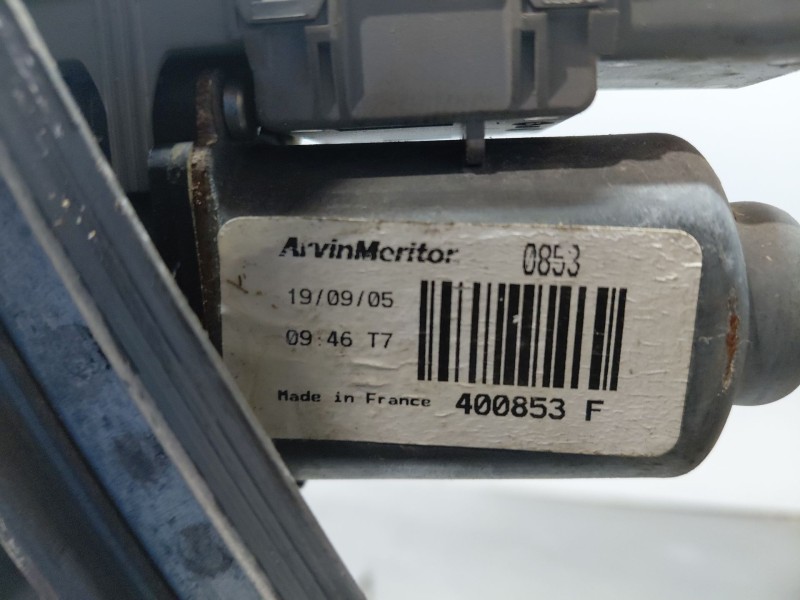 ArvinMeritor 0853
19/09/05
09:46 T7
Made in France 400853 F